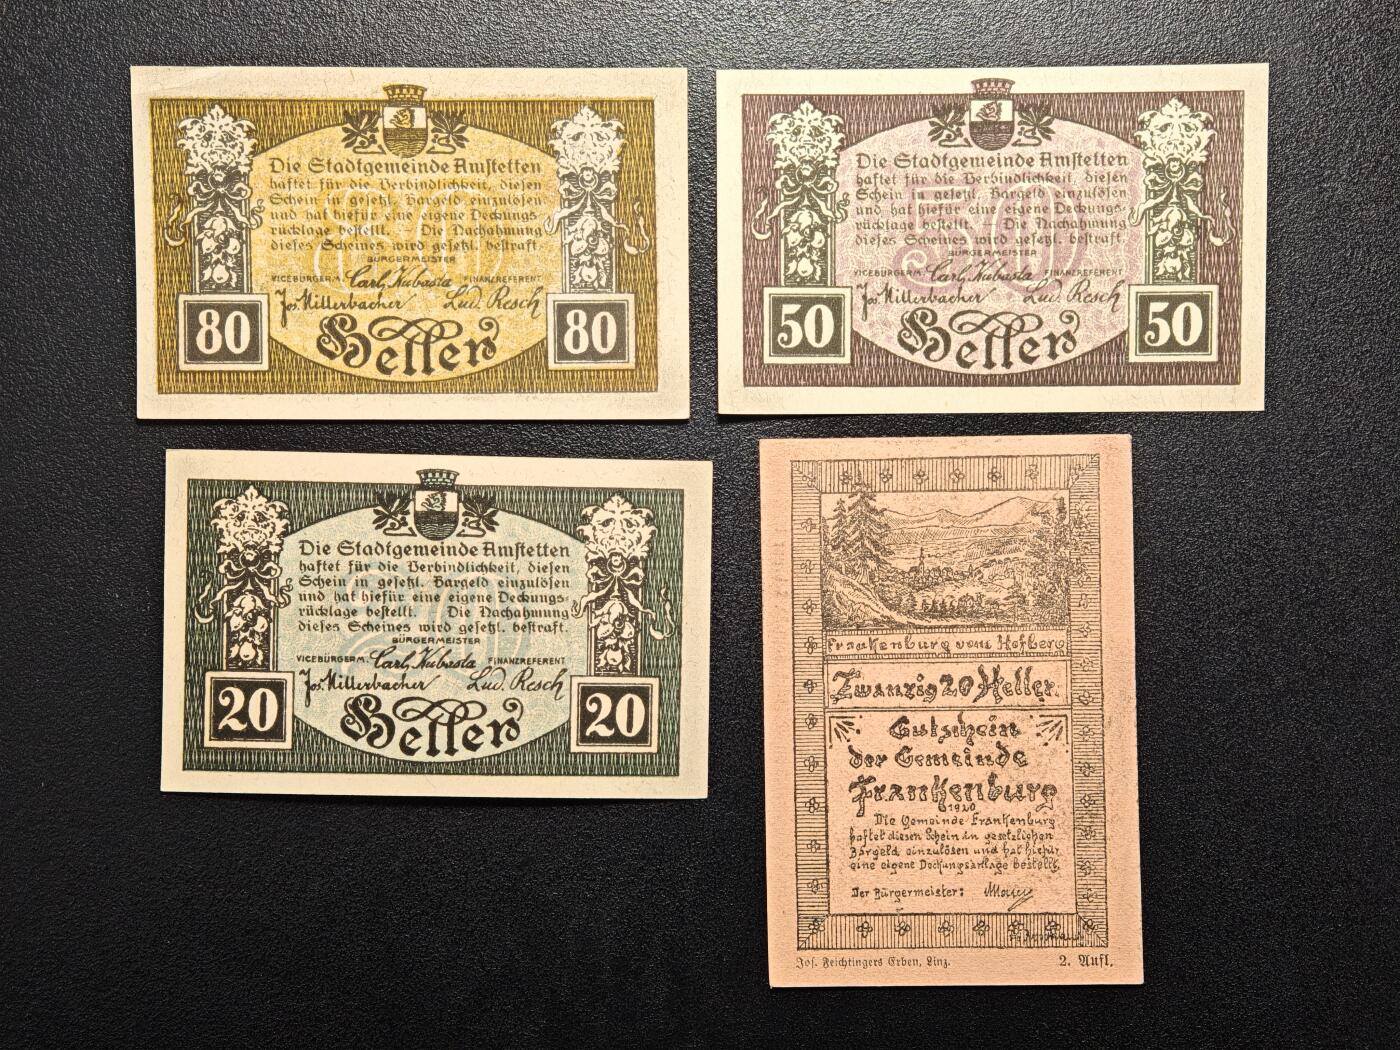 Die Stadtgemeinde Amstetten
haftet für die Verbindlichkeit, diesen
Schein in gesetzl. Bargeld einzulösen
und hat hiefür eine eigene Deckungs-
rücklage bestellt. Die Nachahmung
dieses Scheines wird gesetzl. bestraft.
BÜRGERMEISTER
VICEBÜRGERM. Carl Kubasta FINANZREFERENT
Jos. Millerbacher Lud. Resch
80 Heller 80
Die Stadtgemeinde Amstetten
haftet für die Verbindlichkeit, diesen
Schein in gesetzl. Bargeld einzulösen
und hat hiefür eine eigene Deckungs-
rücklage bestellt. Die Nachahmung
dieses Scheines wird gesetzl. bestraft.
BÜRGERMEISTER
VICEBÜRGERM. Carl Kubasta FINANZREFERENT
Jos. Millerbacher Lud. Resch
50 Heller 50
Die Stadtgemeinde Amstetten
haftet für die Verbindlichkeit, diesen
Schein in gesetzl. Bargeld einzulösen
und hat hiefür eine eigene Deckungs-
rücklage bestellt. Die Nachahmung
dieses Scheines wird gesetzl. bestraft.
BÜRGERMEISTER
VICEBÜRGERM. Carl Kubasta FINANZREFERENT
Jos. Millerbacher Lud. Resch
20 Heller 20
Frankenburg vom Hofberg
Zwanzig 20 Heller.
Gutschein
der Gemeinde
Frankenburg
1920
Die Gemeinde Frankenburg
haftet diesen Schein in gesetzlichen
Bargeld einzulösen und hat hiefür
eine eigene Deckungsanlage bestellt.
Der Bürgermeister:
Jos. Feichtingers Erben, Linz. 2. Aufl.